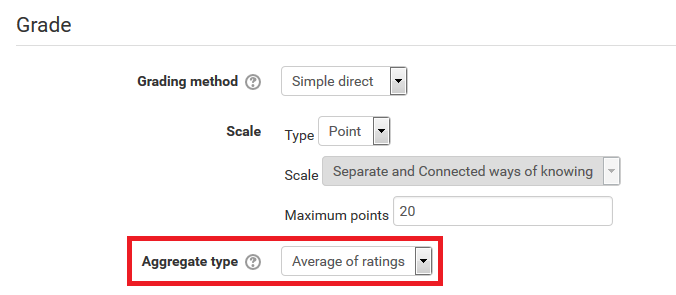 Grade
Grading method ? Simple direct
Scale Type Point
Scale Separate and Connected ways of knowing
Maximum points 20
Aggregate type ? Average of ratings